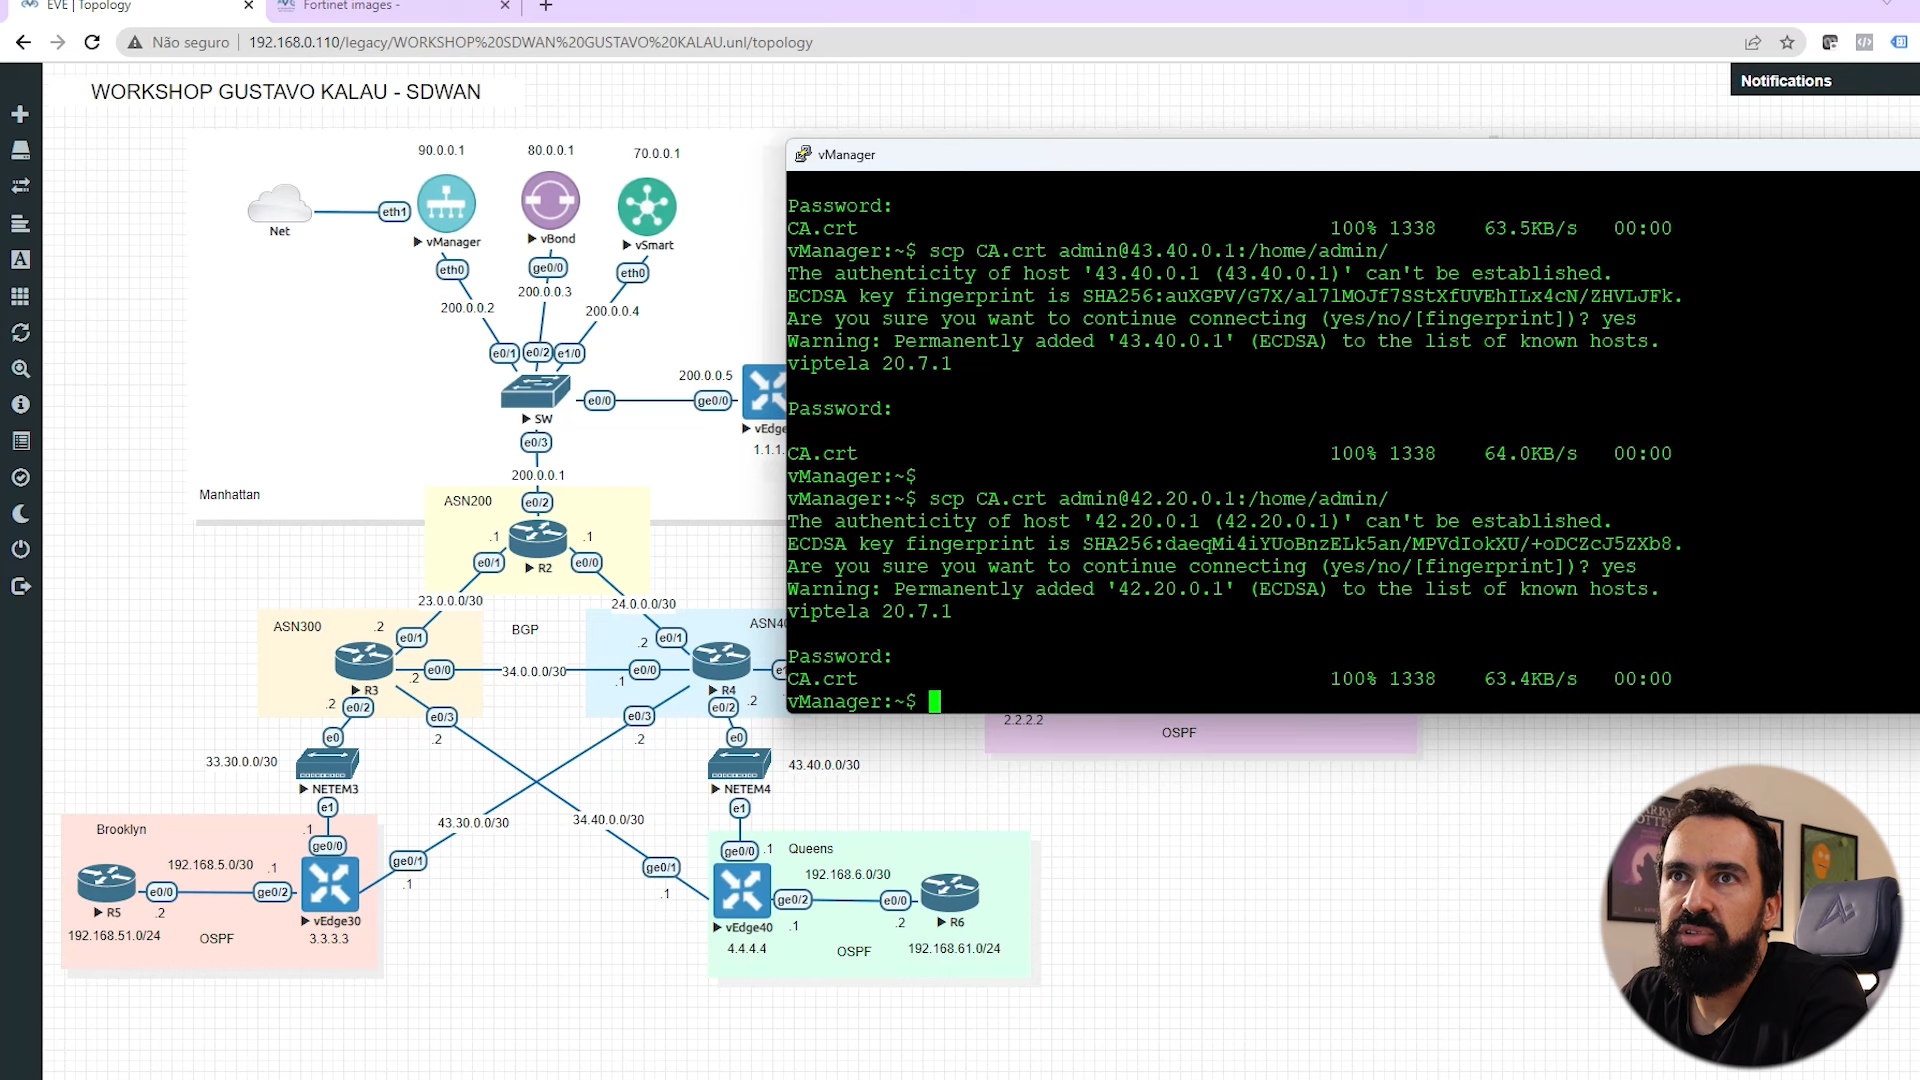 EVE | Topology
Fortinet images -
Não seguro
192.168.0.110/legacy/WORKSHOP%20SDWAN%20GUSTAVO%20KALAU.unl/topology
Notifications
WORKSHOP GUSTAVO KALAU - SDWAN
90.0.0.1
80.0.0.1
70.0.0.1
Net
eth1
vManager
vBond
vSmart
eth0
ge0/0
eth0
200.0.0.2
200.0.0.3
200.0.0.4
e0/1
e0/2
e1/0
200.0.0.5
SW
e0/0
ge0/0
vEdge
1.1.1.
e0/3
200.0.0.1
Manhattan
ASN200
e0/2
.1
.1
e0/1
R2
e0/0
23.0.0.0/30
24.0.0.0/30
ASN300
.2
e0/1
BGP
e0/1
.2
ASN40
e0/0
.2
34.0.0.0/30
e0/0
.1
R3
R4
.2
.2
e0/2
e0/3
.2
e0/3
.2
e0/2
e0
e0
33.30.0.0/30
NETEM3
NETEM4
43.40.0.0/30
e1
e1
43.30.0.0/30
34.40.0.0/30
Brooklyn
.1
ge0/0
192.168.5.0/30
.1
ge0/1
.1
R5
e0/0
.2
ge0/2
vEdge30
3.3.3.3
192.168.51.0/24
OSPF
ge0/0
.1
Queens
ge0/1
.1
192.168.6.0/30
ge0/2
.1
e0/0
.2
R6
vEdge40
4.4.4.4
OSPF
192.168.61.0/24
2.2.2.2
OSPF
vManager
Password:
CA.crt 100% 1338 63.5KB/s 00:00
vManager:~$ scp CA.crt admin@43.40.0.1:/home/admin/
The authenticity of host '43.40.0.1 (43.40.0.1)' can't be established.
ECDSA key fingerprint is SHA256:auXGPV/G7X/al7lMOJf7SStXfUVEhILx4cN/ZHVLJFk.
Are you sure you want to continue connecting (yes/no/[fingerprint])? yes
Warning: Permanently added '43.40.0.1' (ECDSA) to the list of known hosts.
viptela 20.7.1
Password:
CA.crt 100% 1338 64.0KB/s 00:00
vManager:~$
vManager:~$ scp CA.crt admin@42.20.0.1:/home/admin/
The authenticity of host '42.20.0.1 (42.20.0.1)' can't be established.
ECDSA key fingerprint is SHA256:daeqMi4iYUoBnzELk5an/MPVdIokXU/+oDCZcJ5ZXb8.
Are you sure you want to continue connecting (yes/no/[fingerprint])? yes
Warning: Permanently added '42.20.0.1' (ECDSA) to the list of known hosts.
viptela 20.7.1
Password:
CA.crt 100% 1338 63.4KB/s 00:00
vManager:~$